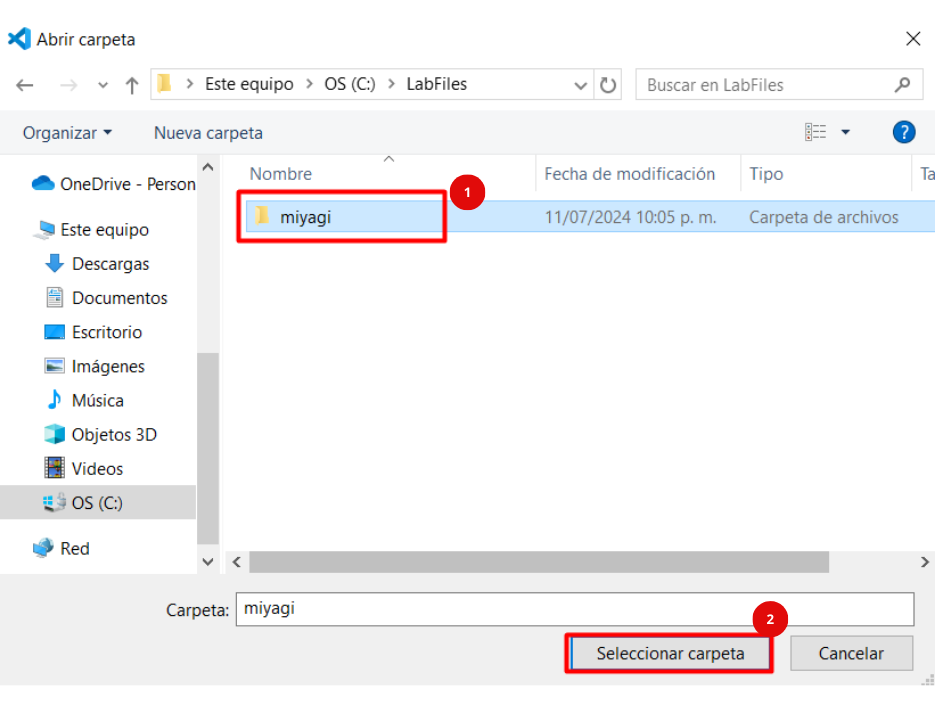 Abrir carpeta
Este equipo > OS (C:) > LabFiles
Buscar en LabFiles
Organizar
Nueva carpeta
?
Nombre
Fecha de modificación
Tipo
Ta
1
miyagi
11/07/2024 10:05 p. m.
Carpeta de archivos
OneDrive - Person
Este equipo
Descargas
Documentos
Escritorio
Imágenes
Música
Objetos 3D
Videos
OS (C:)
Red
Carpeta:
miyagi
2
Seleccionar carpeta
Cancelar